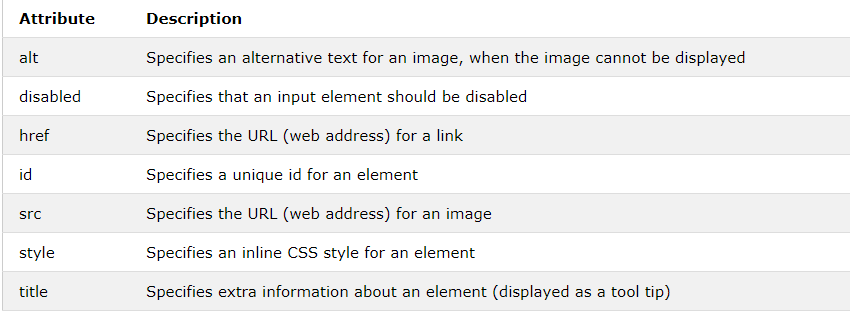 Attribute Description
alt Specifies an alternative text for an image, when the image cannot be displayed
disabled Specifies that an input element should be disabled
href Specifies the URL (web address) for a link
id Specifies a unique id for an element
src Specifies the URL (web address) for an image
style Specifies an inline CSS style for an element
title Specifies extra information about an element (displayed as a tool tip)